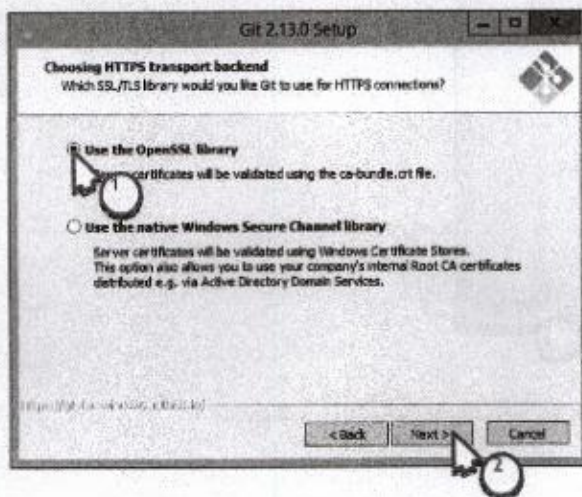 Git 2.13.0 Setup
Choosing HTTPS transport backend
Which SSL/TLS library would you like Git to use for HTTPS connections?
Use the OpenSSL library
certificates will be validated using the ca-bundle.crt file.
1
Use the native Windows Secure Channel library
Server certificates will be validated using Windows Certificate Stores.
This option also allows you to use your company's internal Root CA certificates
distributed e.g. via Active Directory Domain Services.
< Back
Next >
Cancel
2